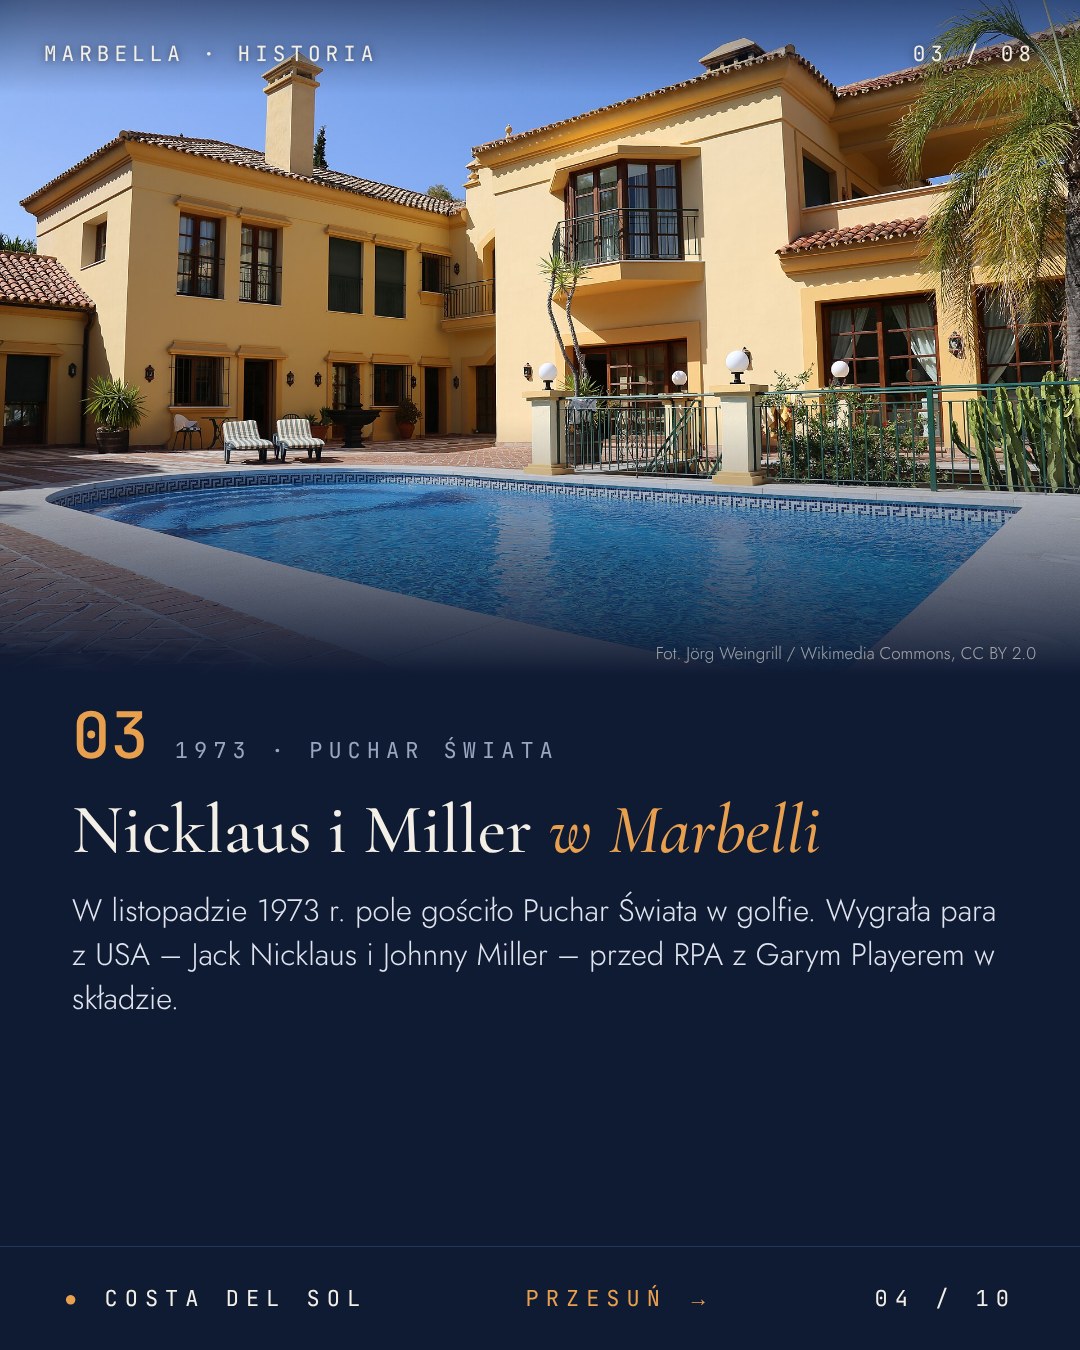 MARBELLA · HISTORIA
03 / 08
Fot. Jörg Weingrill / Wikimedia Commons, CC BY 2.0
03 1973 · PUCHAR ŚWIATA
Nicklaus i Miller w Marbelli
W listopadzie 1973 r. pole gościło Puchar Świata w golfie. Wygrała para
z USA – Jack Nicklaus i Johnny Miller – przed RPA z Garym Playerem w
składzie.
• COSTA DEL SOL
PRZESUŃ →
04 / 10